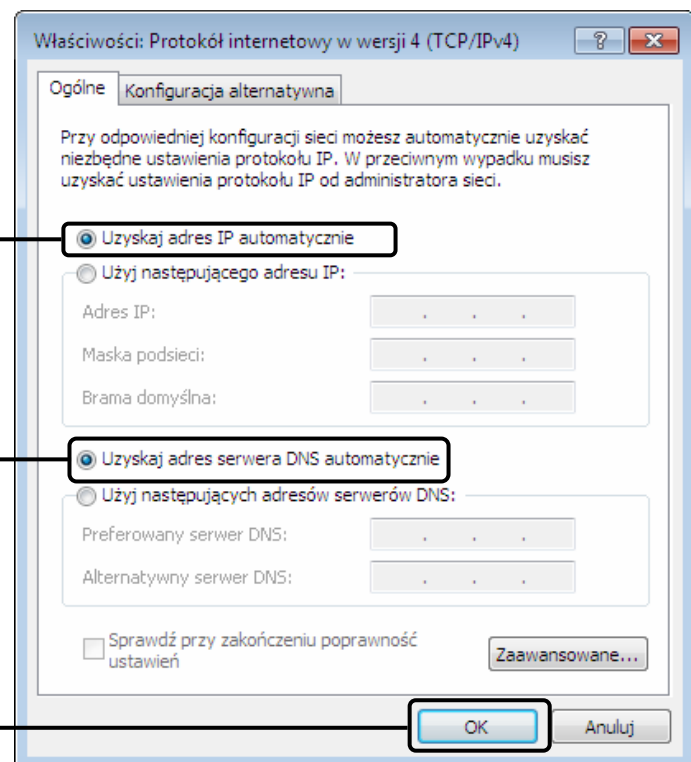 Właściwości: Protokół internetowy w wersji 4 (TCP/IPv4)
Ogólne
Konfiguracja alternatywna
Przy odpowiedniej konfiguracji sieci możesz automatycznie uzyskać
niezbędne ustawienia protokołu IP. W przeciwnym wypadku musisz
uzyskać ustawienia protokołu IP od administratora sieci.
Uzyskaj adres IP automatycznie
Użyj następującego adresu IP:
Adres IP:
Maska podsieci:
Brama domyślna:
Uzyskaj adres serwera DNS automatycznie
Użyj następujących adresów serwerów DNS:
Preferowany serwer DNS:
Alternatywny serwer DNS:
Sprawdź przy zakończeniu poprawność
ustawień
Zaawansowane...
OK
Anuluj